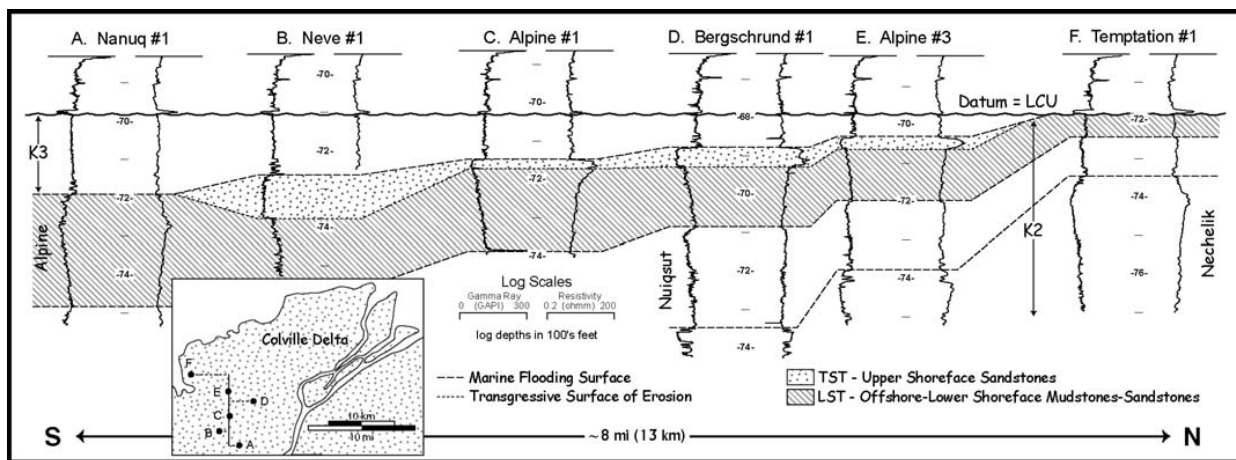 A. Nanuq #1
B. Neve #1
C. Alpine #1
D. Bergschrund #1
E. Alpine #3
F. Temptation #1
-70-
-70-
Datum = LCU
-70-
-68-
-70-
-72-
K3
-72-
-72-
-72-
-70-
-72-
-74-
K2
Alpine
-74-
-74-
-74-
Nuiqsut
-72-
-74-
-76-
Nechelik
-74-
Log Scales
Gamma Ray
0 (GAPI) 300
Resistivity
0.2 (ohmm) 200
log depths in 100's feet
Colville Delta
F
E
D
C
B
A
10 km
10 mi
Marine Flooding Surface
Transgressive Surface of Erosion
TST - Upper Shoreface Sandstones
LST - Offshore-Lower Shoreface Mudstones-Sandstones
S
~8 mi (13 km)
N